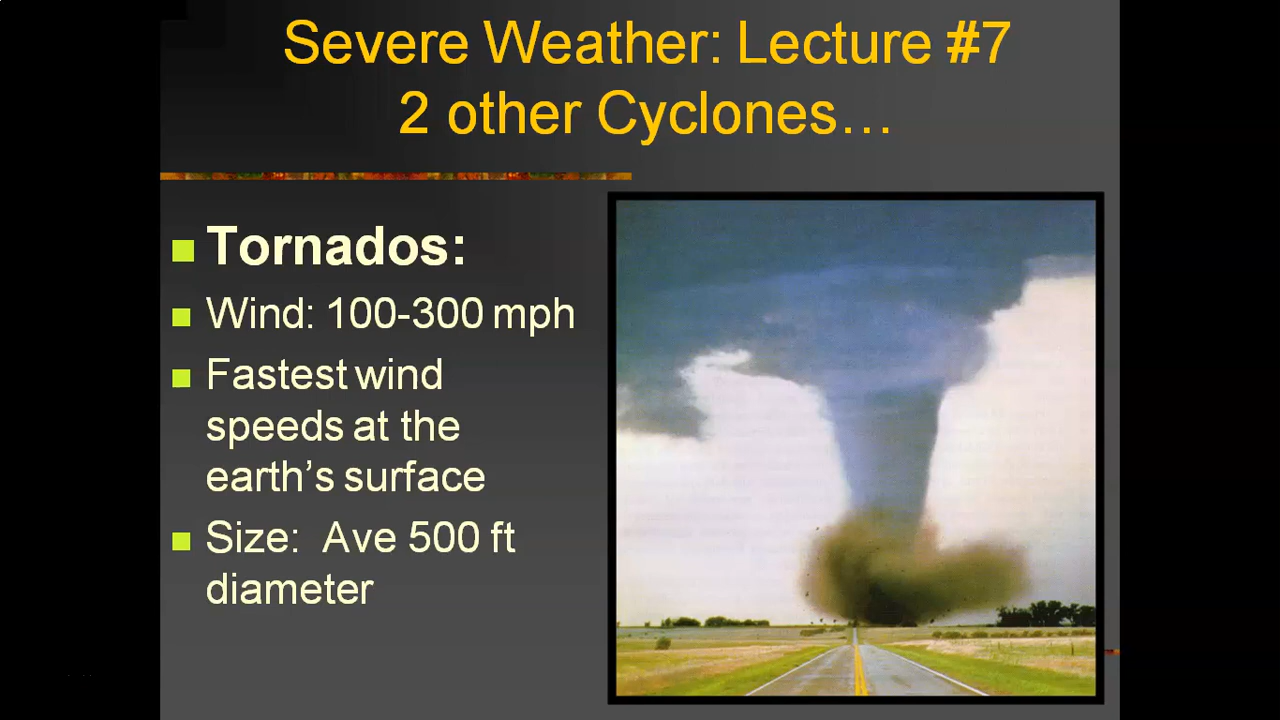 Severe Weather: Lecture #7
2 other Cyclones…
Tornados:
Wind: 100-300 mph
Fastest wind
speeds at the
earth’s surface
Size:  Ave 500 ft
diameter